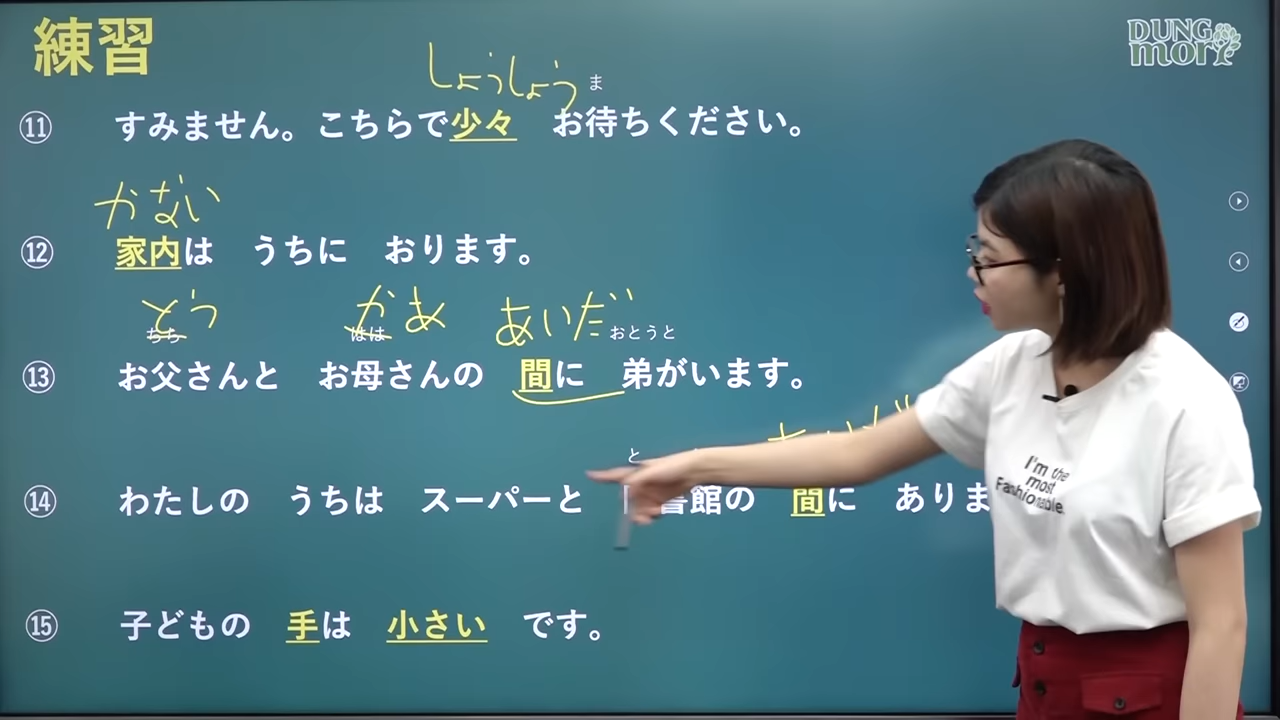 練習
DUNG
mori
しょうしょう ま
⑪ すみません。こちらで少々 お待ちください。
かない
⑫ 家内は うちに おります。
とう かあ あいだ
ちち はは おとうと
⑬ お父さんと お母さんの 間に 弟がいます。
と
⑭ わたしの うちは スーパーと 書館の 間に ありま
⑮ 子どもの 手は 小さい です。
I'm the
most
Fashionable.